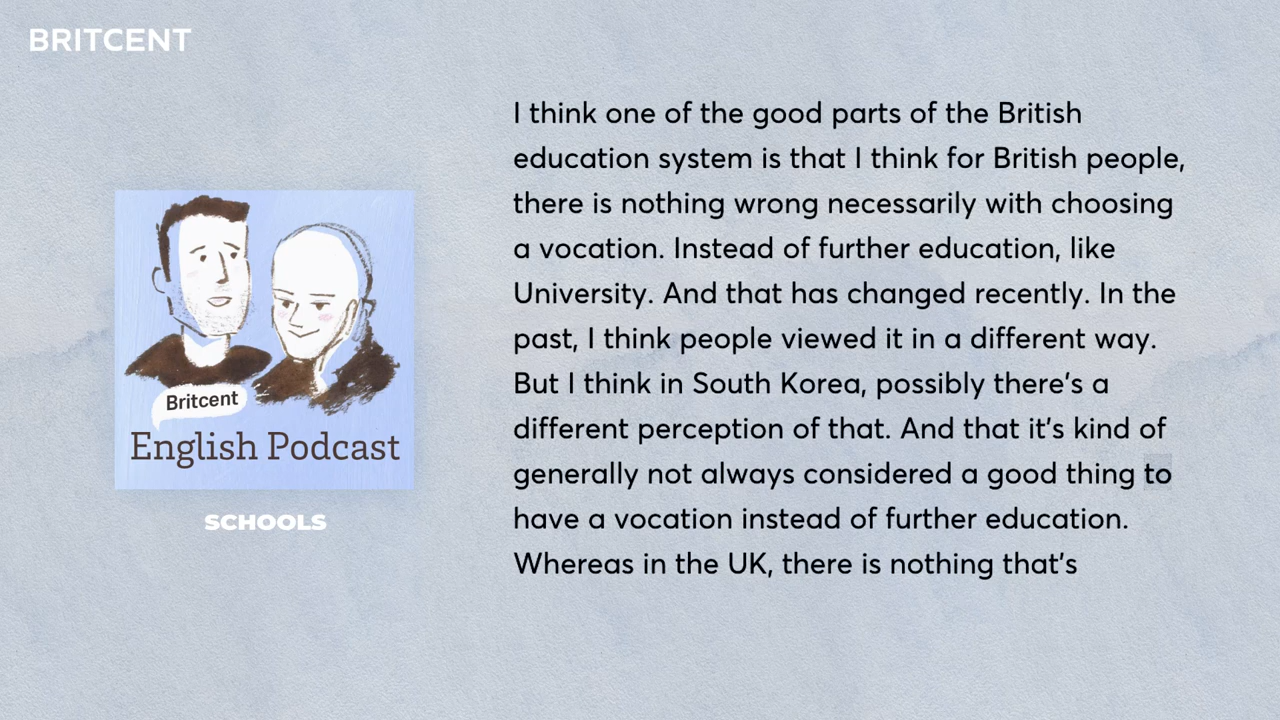 BRITCENT
Britcent
English Podcast
SCHOOLS
I think one of the good parts of the British
education system is that I think for British people,
there is nothing wrong necessarily with choosing
a vocation. Instead of further education, like
University. And that has changed recently. In the
past, I think people viewed it in a different way.
But I think in South Korea, possibly there's a
different perception of that. And that it's kind of
generally not always considered a good thing to
have a vocation instead of further education.
Whereas in the UK, there is nothing that's